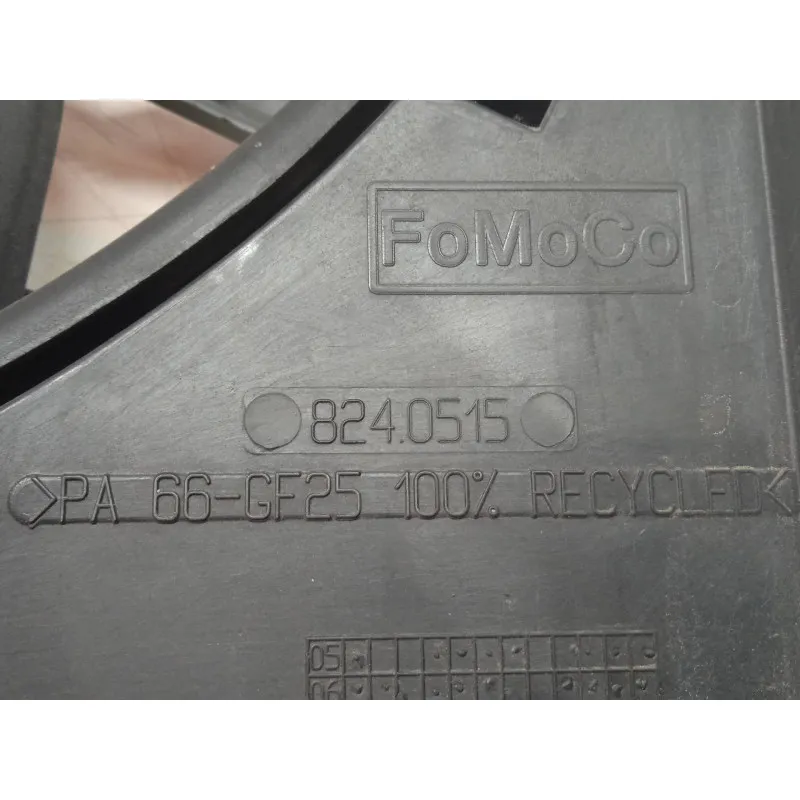 FoMoCo
824.0515
>PA 66-GF25 100% RECYCLED<
05
06